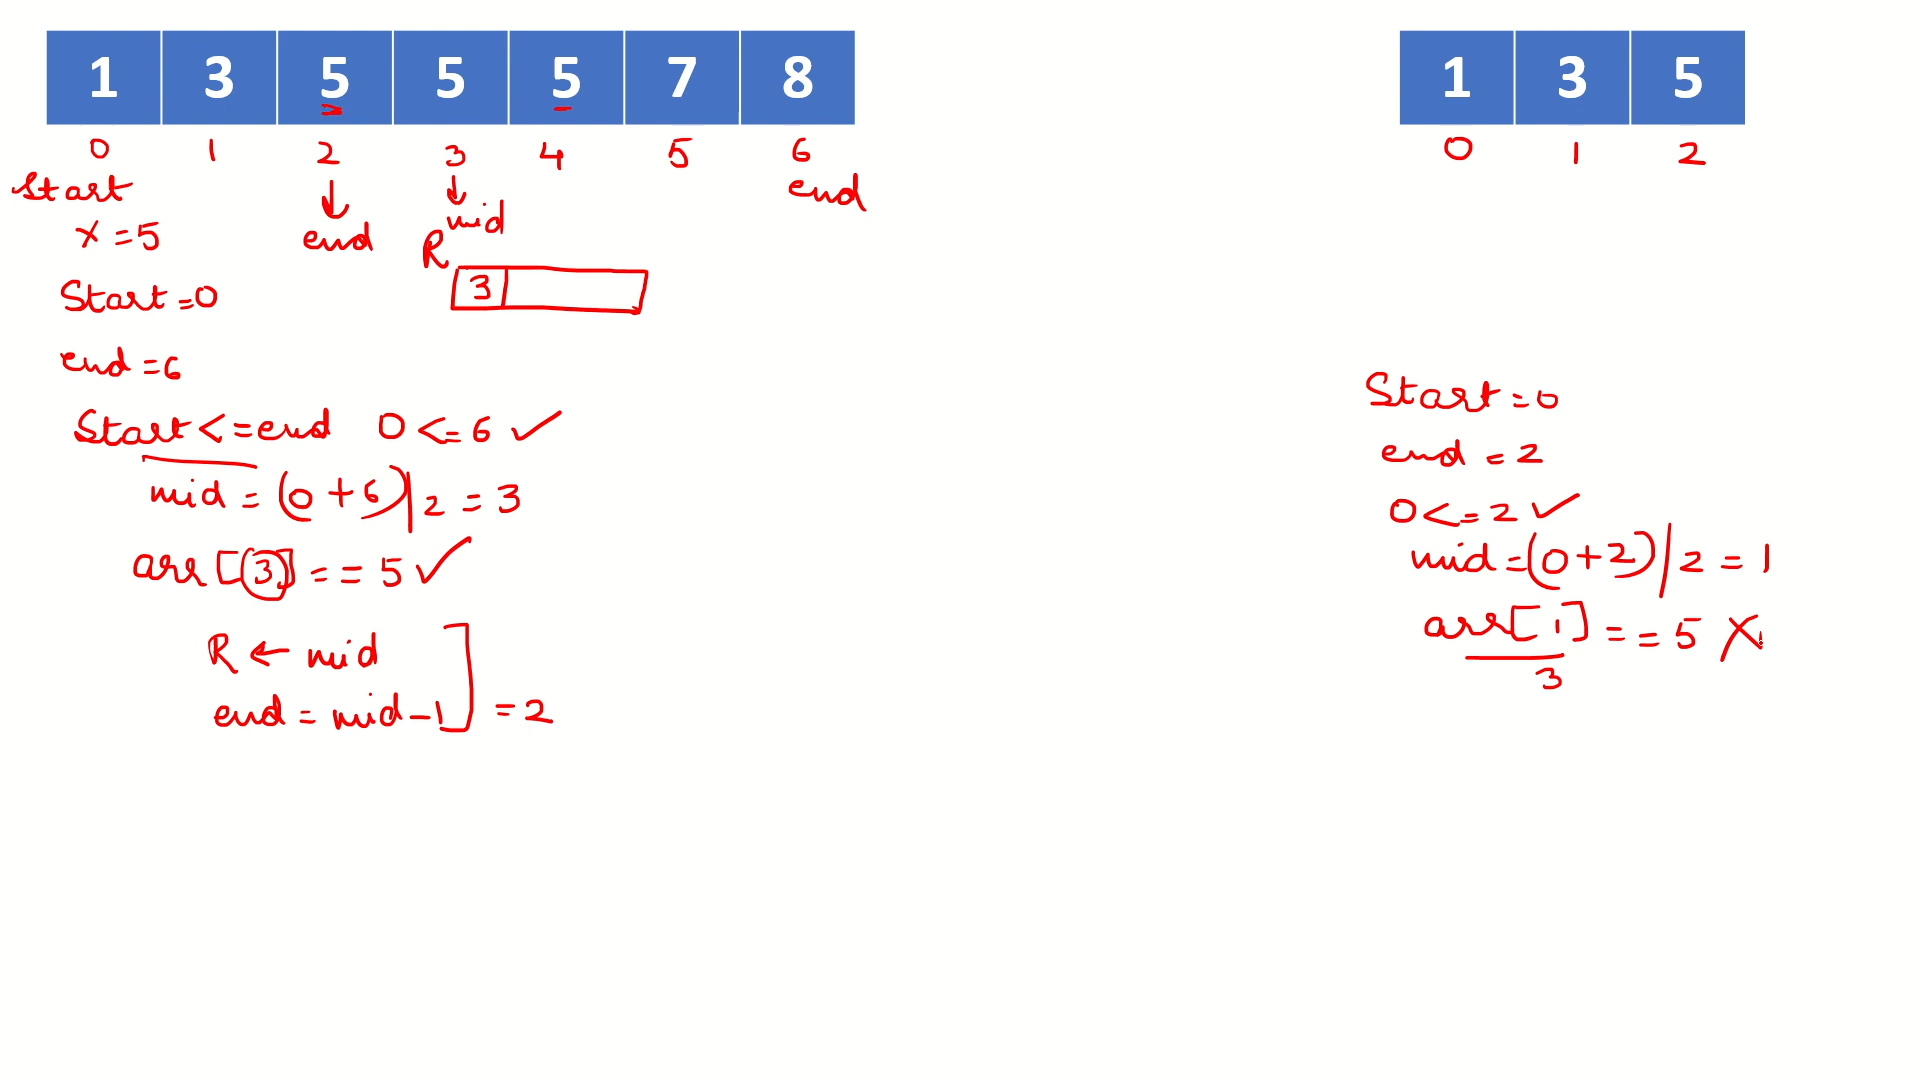 1 3 5 5 5 7 8
0 1 2 3 4 5 6
Start end
mid
x = 5 end
R
3
Start = 0
end = 6
Start <= end 0 <= 6 ✓
mid = (0 + 6) | 2 = 3
arr [3] == 5 ✓
R ← mid
end = mid - 1 = 2
1 3 5
0 1 2
Start = 0
end = 2
0 <= 2 ✓
mid = (0 + 2) / 2 = 1
arr [1] == 5 X
3